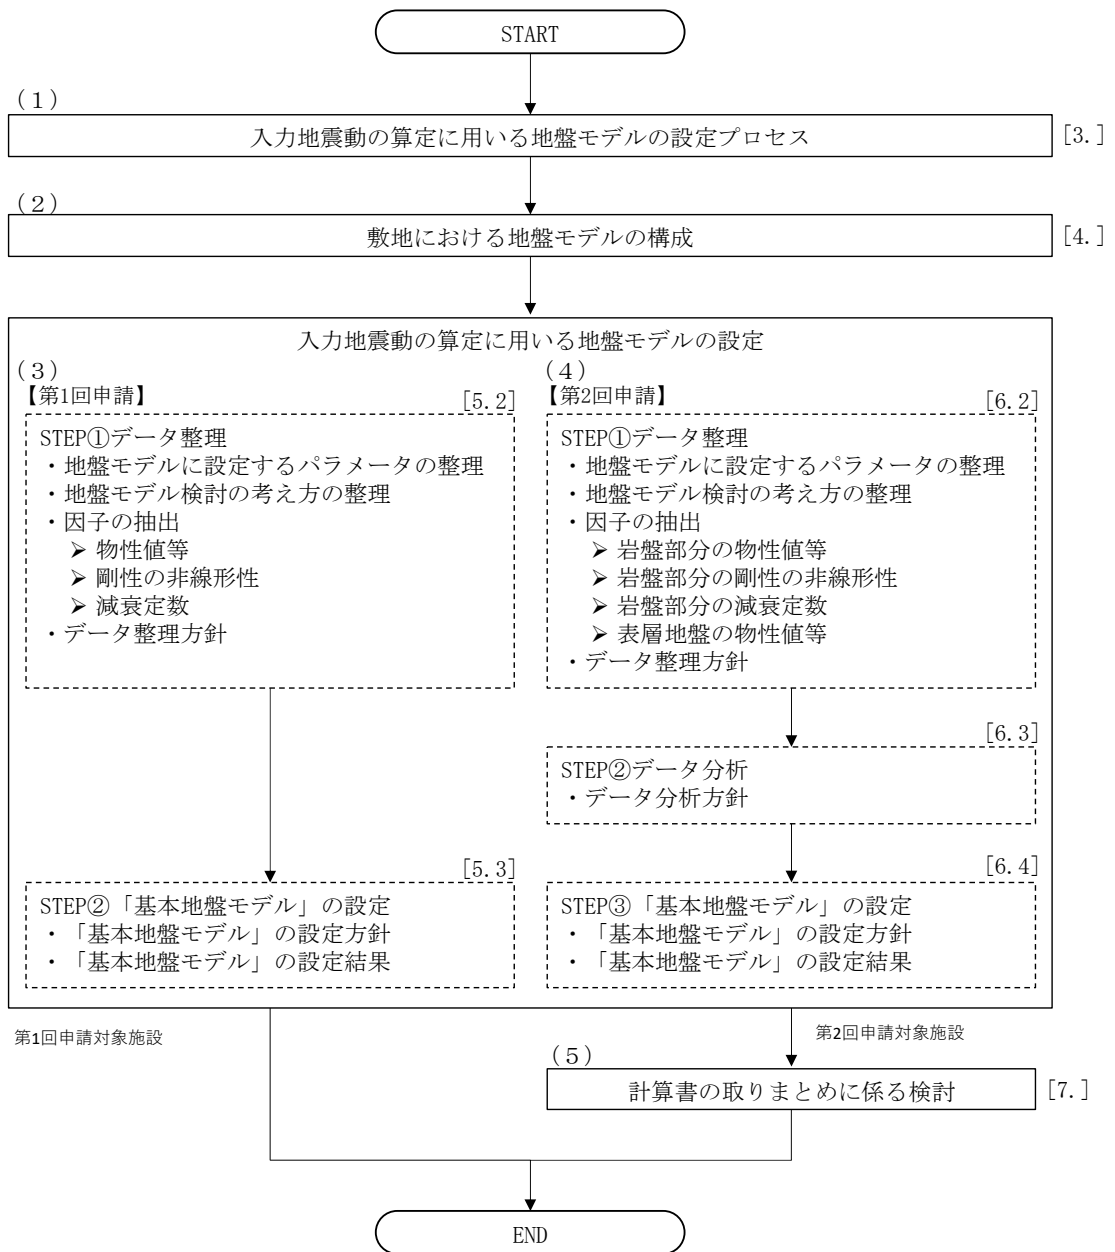 START
（１）
入力地震動の算定に用いる地盤モデルの設定プロセス
[3.]
（２）
敷地における地盤モデルの構成
[4.]
入力地震動の算定に用いる地盤モデルの設定
（３）
【第1回申請】
[5.2]
STEP①データ整理
・地盤モデルに設定するパラメータの整理
・地盤モデル検討の考え方の整理
・因子の抽出
➢ 物性値等
➢ 剛性の非線形性
➢ 減衰定数
・データ整理方針
[5.3]
STEP②「基本地盤モデル」の設定
・「基本地盤モデル」の設定方針
・「基本地盤モデル」の設定結果
（４）
【第2回申請】
[6.2]
STEP①データ整理
・地盤モデルに設定するパラメータの整理
・地盤モデル検討の考え方の整理
・因子の抽出
➢ 岩盤部分の物性値等
➢ 岩盤部分の剛性の非線形性
➢ 岩盤部分の減衰定数
➢ 表層地盤の物性値等
・データ整理方針
[6.3]
STEP②データ分析
・データ分析方針
[6.4]
STEP③「基本地盤モデル」の設定
・「基本地盤モデル」の設定方針
・「基本地盤モデル」の設定結果
第1回申請対象施設
第2回申請対象施設
（５）
計算書の取りまとめに係る検討
[7.]
END